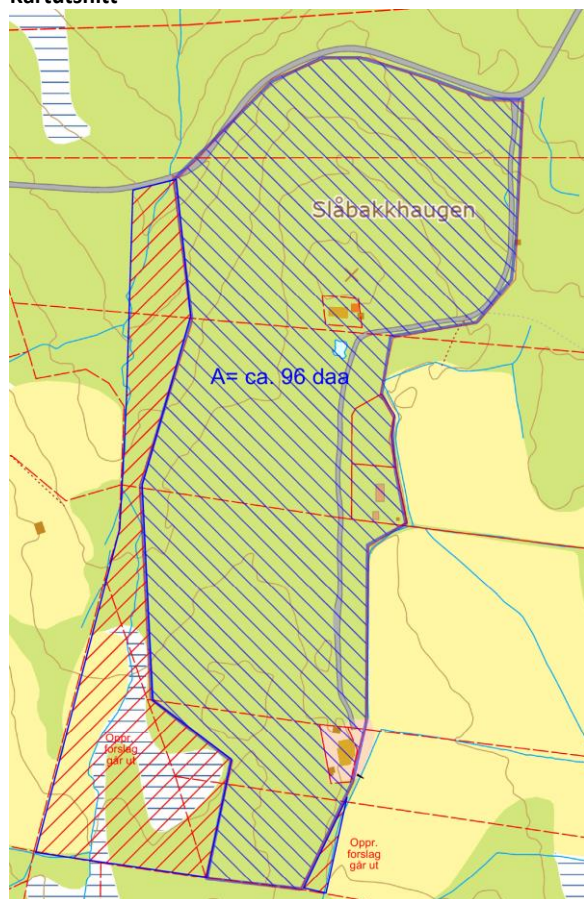 Kartutsnitt
Slåbakkhaugen
A= ca. 96 daa
Oppr.
forslag
går ut
Oppr.
forslag
går ut